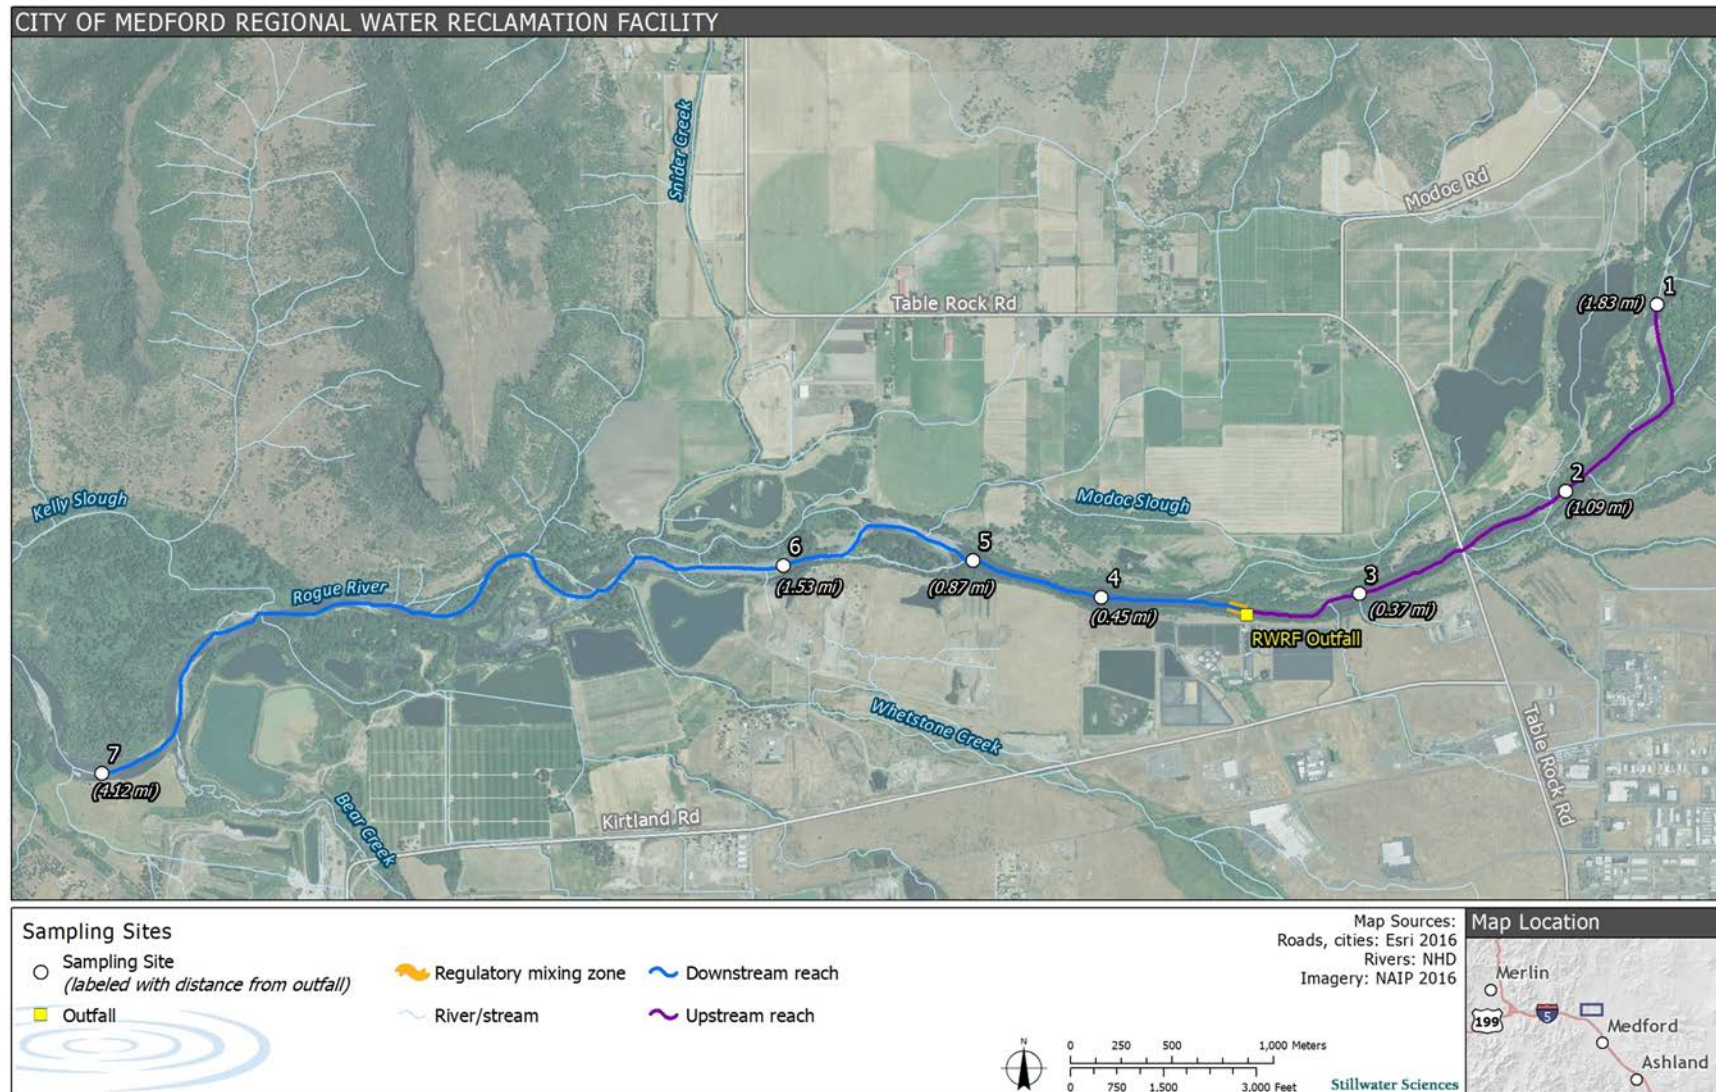 CITY OF MEDFORD REGIONAL WATER RECLAMATION FACILITY
Snider Creek
Modoc Rd
Table Rock Rd
1
(1.83 mi)
2
(1.09 mi)
Kelly Slough
Modoc Slough
6
(1.53 mi)
5
(0.87 mi)
4
(0.45 mi)
3
(0.37 mi)
Rogue River
RWRF Outfall
Whetstone Creek
Table Rock Rd
7
(4.12 mi)
Bear Creek
Kirtland Rd
Sampling Sites
Sampling Site
(labeled with distance from outfall)
Outfall
Regulatory mixing zone
River/stream
Downstream reach
Upstream reach
Map Sources:
Roads, cities: Esri 2016
Rivers: NHD
Imagery: NAIP 2016
N
0 250 500 1,000 Meters
0 750 1,500 3,000 Feet
Stillwater Sciences
Map Location
Merlin
199
5
Medford
Ashland